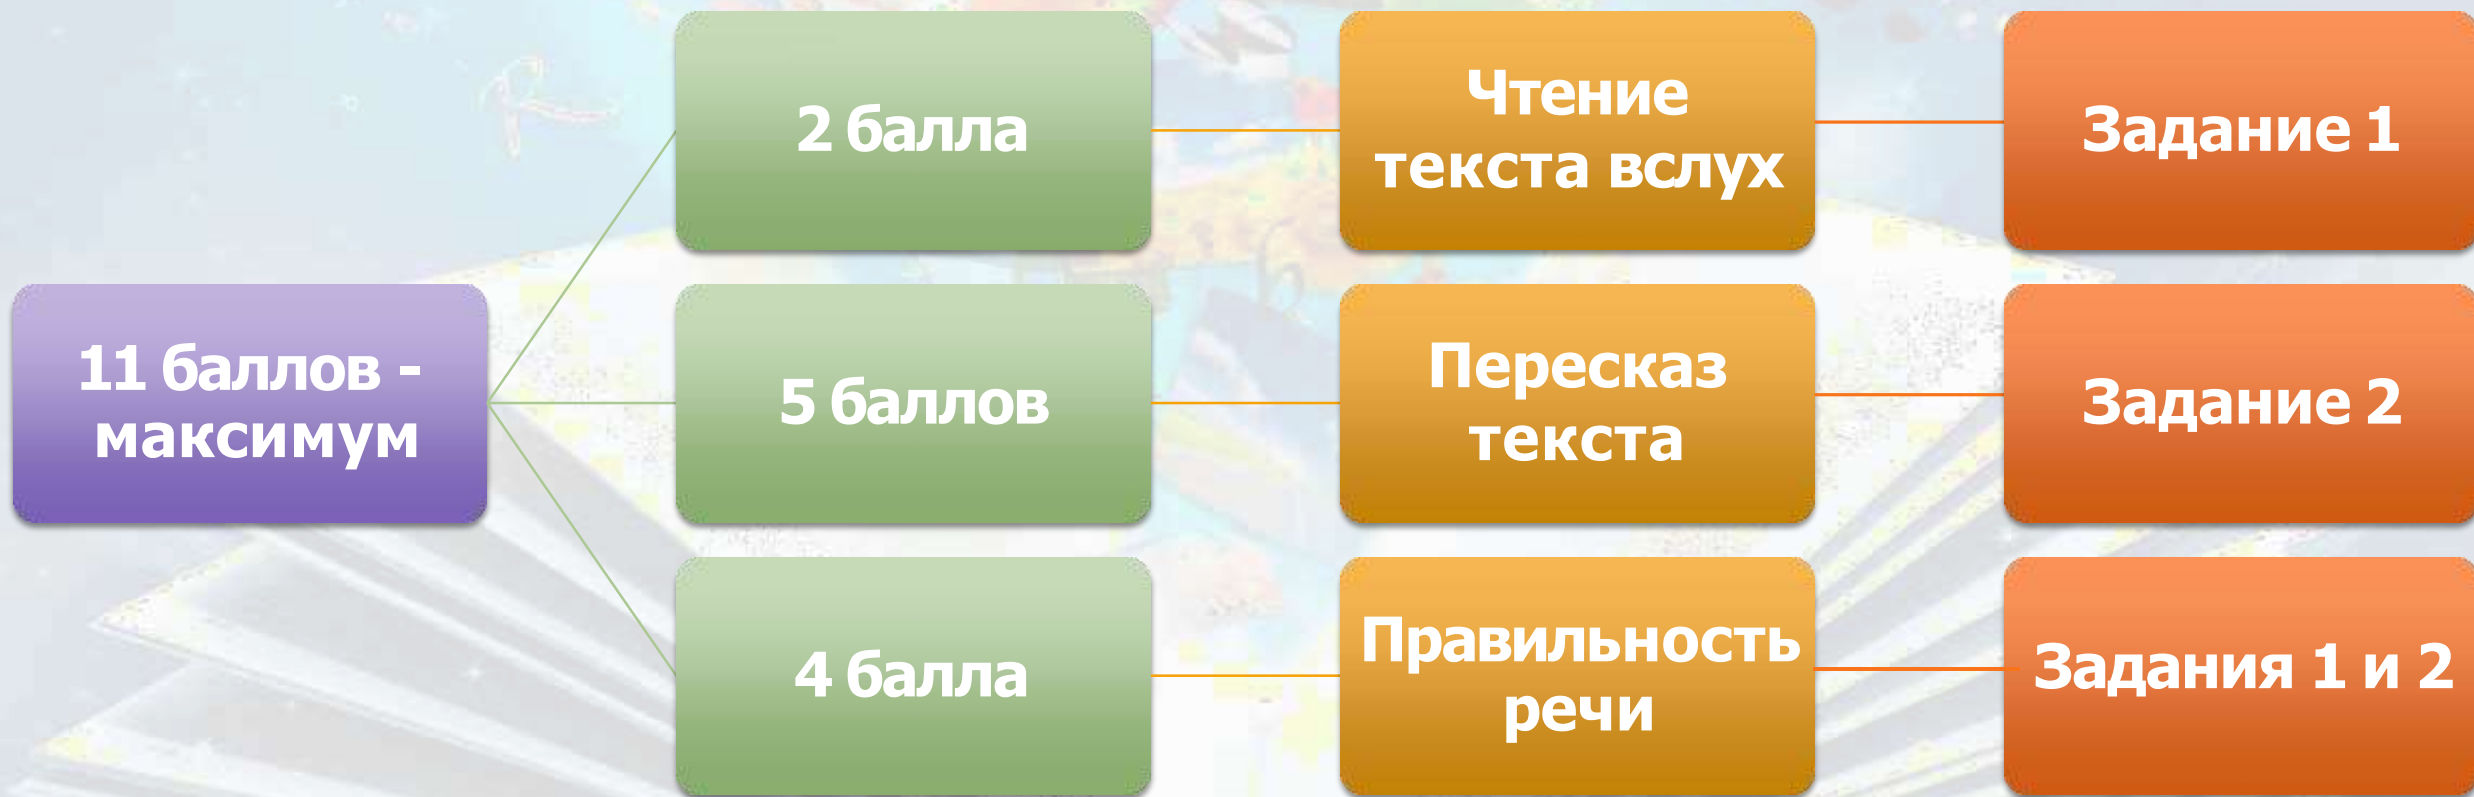 2 балла
Чтение
текста вслух
Задание 1
11 баллов -
максимум
5 баллов
Пересказ
текста
Задание 2
4 балла
Правильность
речи
Задания 1 и 2